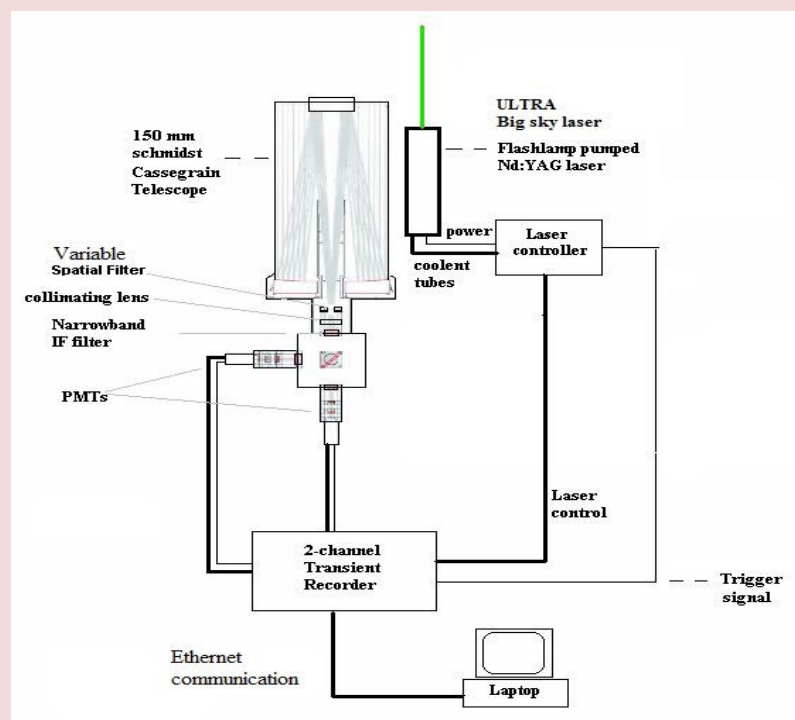 150 mm
schmidst
Cassegrain
Telescope
ULTRA
Big sky laser
Flashlamp pumped
Nd:YAG laser
power
Laser
controller
coolent
tubes
Variable
Spatial Filter
collimating lens
Narrowband
IF filter
PMTs
Laser
control
2-channel
Transient
Recorder
Trigger
signal
Ethernet
communication
Laptop